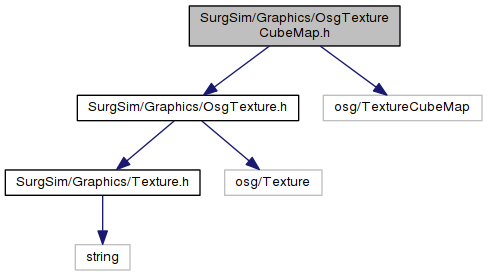 SurgSim/Graphics/OsgTexture
CubeMap.h
SurgSim/Graphics/OsgTexture.h
osg/TextureCubeMap
SurgSim/Graphics/Texture.h
osg/Texture
string